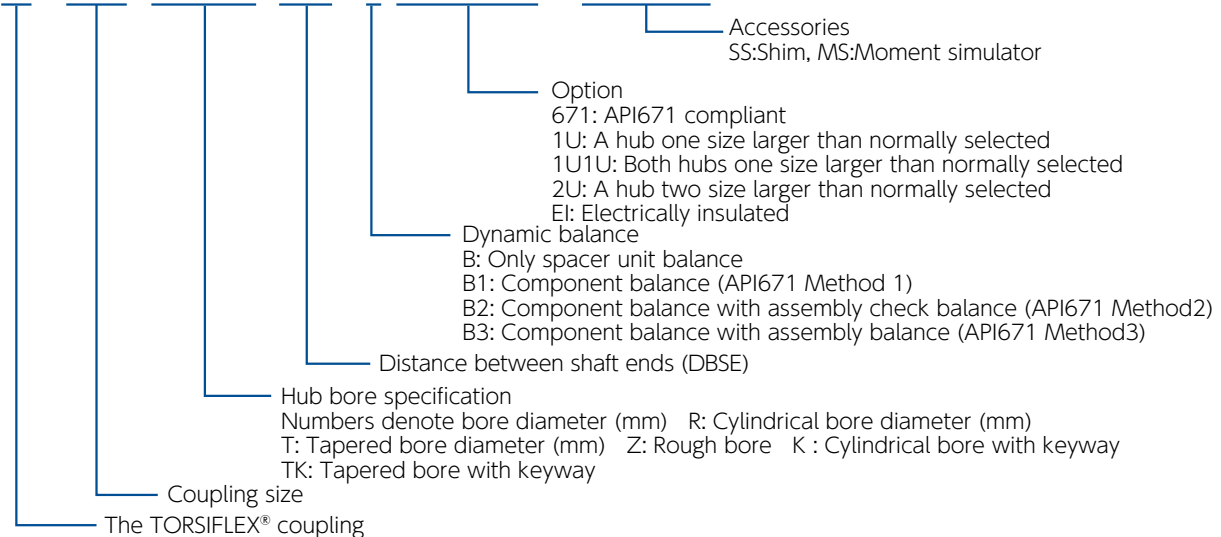 Accessories
SS:Shim, MS:Moment simulator
Option
671: API671 compliant
1U: A hub one size larger than normally selected
1U1U: Both hubs one size larger than normally selected
2U: A hub two size larger than normally selected
EI: Electrically insulated
Dynamic balance
B: Only spacer unit balance
B1: Component balance (API671 Method 1)
B2: Component balance with assembly check balance (API671 Method2)
B3: Component balance with assembly balance (API671 Method3)
Distance between shaft ends (DBSE)
Hub bore specification
Numbers denote bore diameter (mm) R: Cylindrical bore diameter (mm)
T: Tapered bore diameter (mm) Z: Rough bore K : Cylindrical bore with keyway
TK: Tapered bore with keyway
Coupling size
The TORSIFLEX® coupling